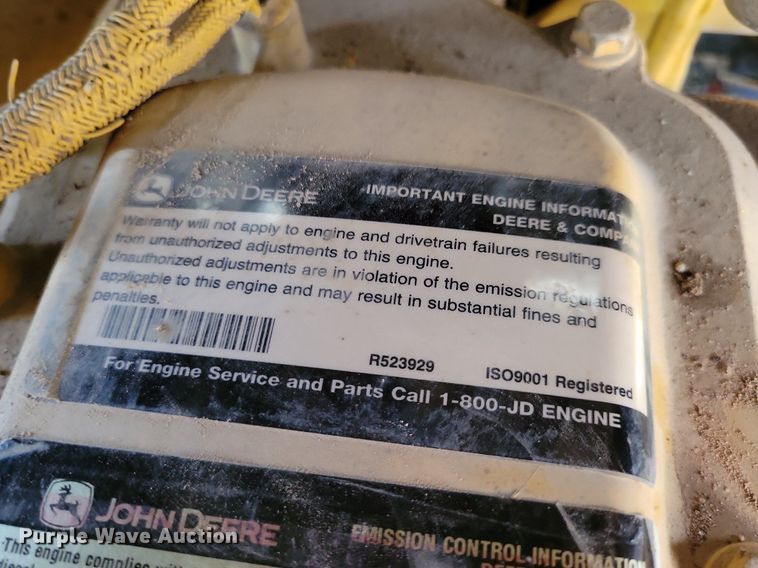 JOHN DEERE
IMPORTANT ENGINE INFORMATION
DEERE & COMPANY
Warranty will not apply to engine and drivetrain failures resulting
from unauthorized adjustments to this engine.
Unauthorized adjustments are in violation of the emission regulations
applicable to this engine and may result in substantial fines and
penalties.
R523929 ISO9001 Registered
For Engine Service and Parts Call 1-800-JD ENGINE
JOHN DEERE
EMISSION CONTROL INFORMATION
This engine complies
Purple Wave Auction